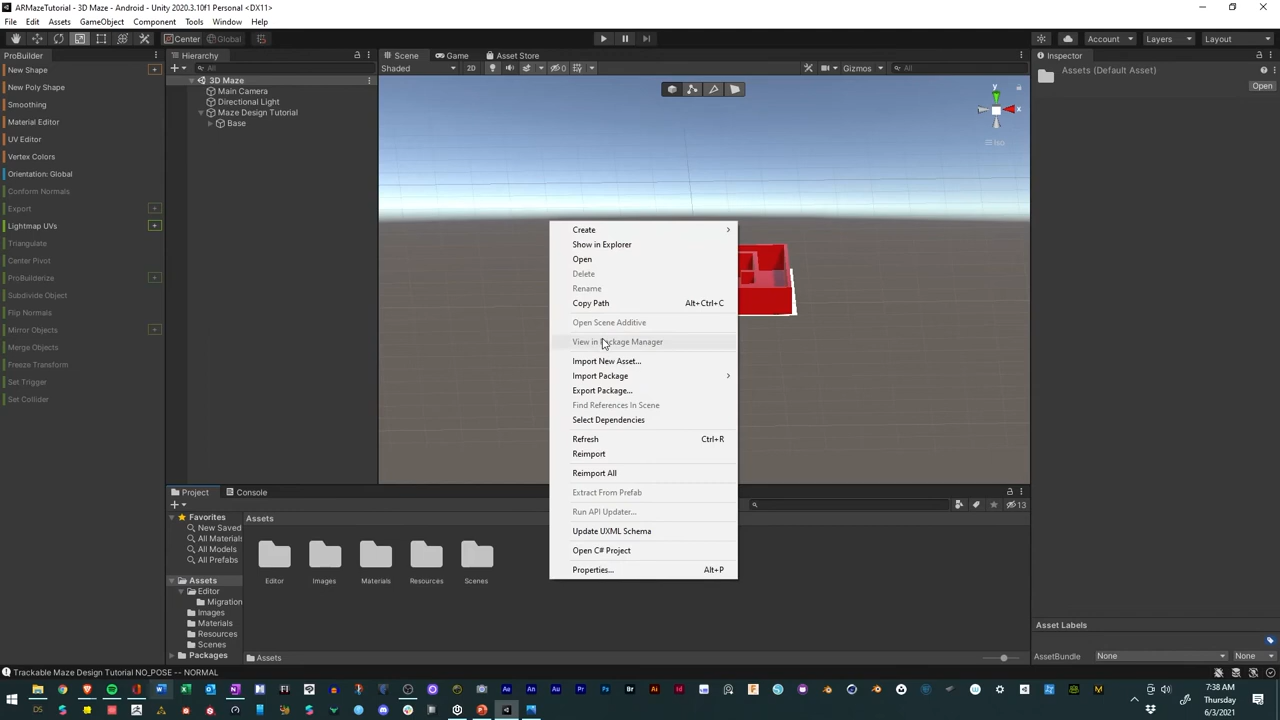 ARMazeTutorial - 3D Maze - Android - Unity 2020.3.10f1 Personal <DX11>
File Edit Assets GameObject Component Tools Window Help
Center Global Account Layers Layout
ProBuilder Hierarchy Scene Game Asset Store Inspector
All Shaded 2D 0 Gizmos All
New Shape
New Poly Shape
Smoothing
Material Editor
UV Editor
Vertex Colors
Orientation: Global
Conform Normals
Export
Lightmap UVs
Triangulate
Center Pivot
ProBuilderize
Subdivide Object
Flip Normals
Mirror Objects
Merge Objects
Freeze Transform
Set Trigger
Set Collider
3D Maze
Main Camera
Directional Light
Maze Design Tutorial
Base
y
x
Iso
Create
Show in Explorer
Open
Delete
Rename
Copy Path Alt+Ctrl+C
Open Scene Additive
View in Package Manager
Import New Asset...
Import Package
Export Package...
Find References In Scene
Select Dependencies
Refresh Ctrl+R
Reimport
Reimport All
Extract From Prefab
Run API Updater...
Update UXML Schema
Open C# Project
Properties... Alt+P
Assets (Default Asset)
Open
Project Console
13
Favorites
New Saved
All Materials
All Models
All Prefabs
Assets
Editor
Migration
Images
Materials
Resources
Scenes
Packages
Assets
Editor Images Materials Resources Scenes
Assets
Asset Labels
AssetBundle None None
Trackable Maze Design Tutorial NO_POSE -- NORMAL
7:38 AM
Thursday
6/3/2021